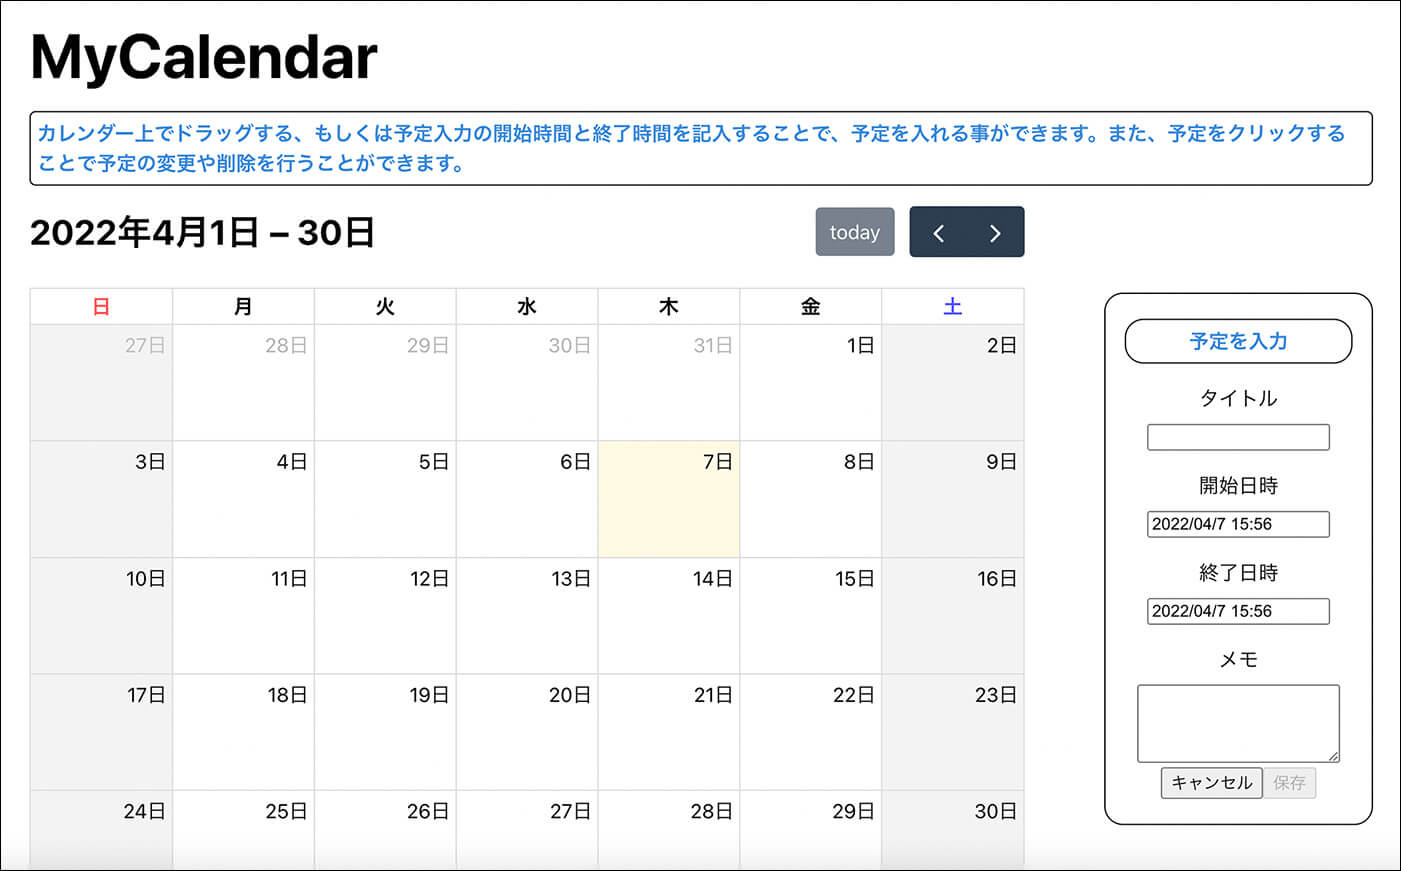 MyCalendar
カレンダー上でドラッグする、もしくは予定入力の開始時間と終了時間を記入することで、予定を入れる事ができます。また、予定をクリックする
ことで予定の変更や削除を行うことができます。
2022年4月1日 – 30日
today
日 月 火 水 木 金 土
27日 28日 29日 30日 31日 1日 2日
3日 4日 5日 6日 7日 8日 9日
10日 11日 12日 13日 14日 15日 16日
17日 18日 19日 20日 21日 22日 23日
24日 25日 26日 27日 28日 29日 30日
予定を入力
タイトル
開始日時
2022/04/7 15:56
終了日時
2022/04/7 15:56
メモ
キャンセル 保存